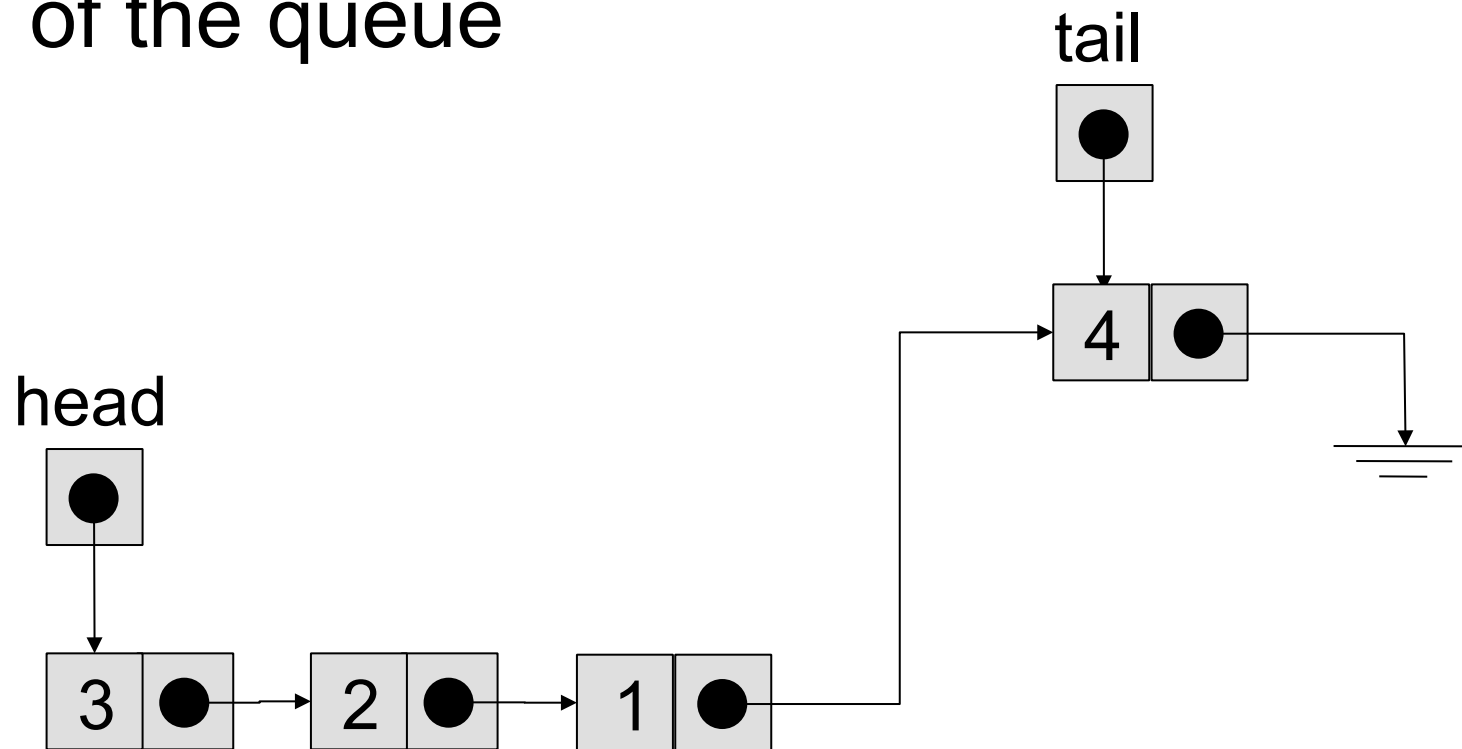 of the queue
tail
4
head
3 2 1